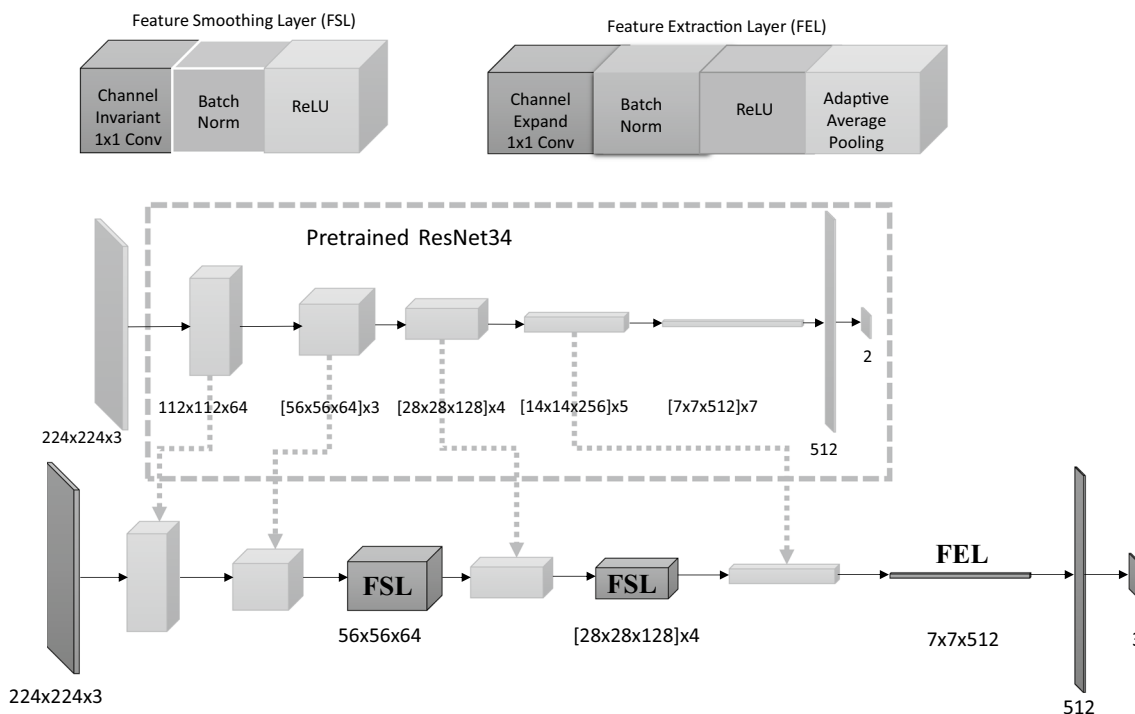 Feature Smoothing Layer (FSL)
Feature Extraction Layer (FEL)
Channel
Invariant
1x1 Conv
Batch
Norm
ReLU
Channel
Expand
1x1 Conv
Batch
Norm
ReLU
Adaptive
Average
Pooling
Pretrained ResNet34
224x224x3
112x112x64
[56x56x64]x3
[28x28x128]x4
[14x14x256]x5
[7x7x512]x7
512
2
FSL
FSL
FEL
224x224x3
56x56x64
[28x28x128]x4
7x7x512
512